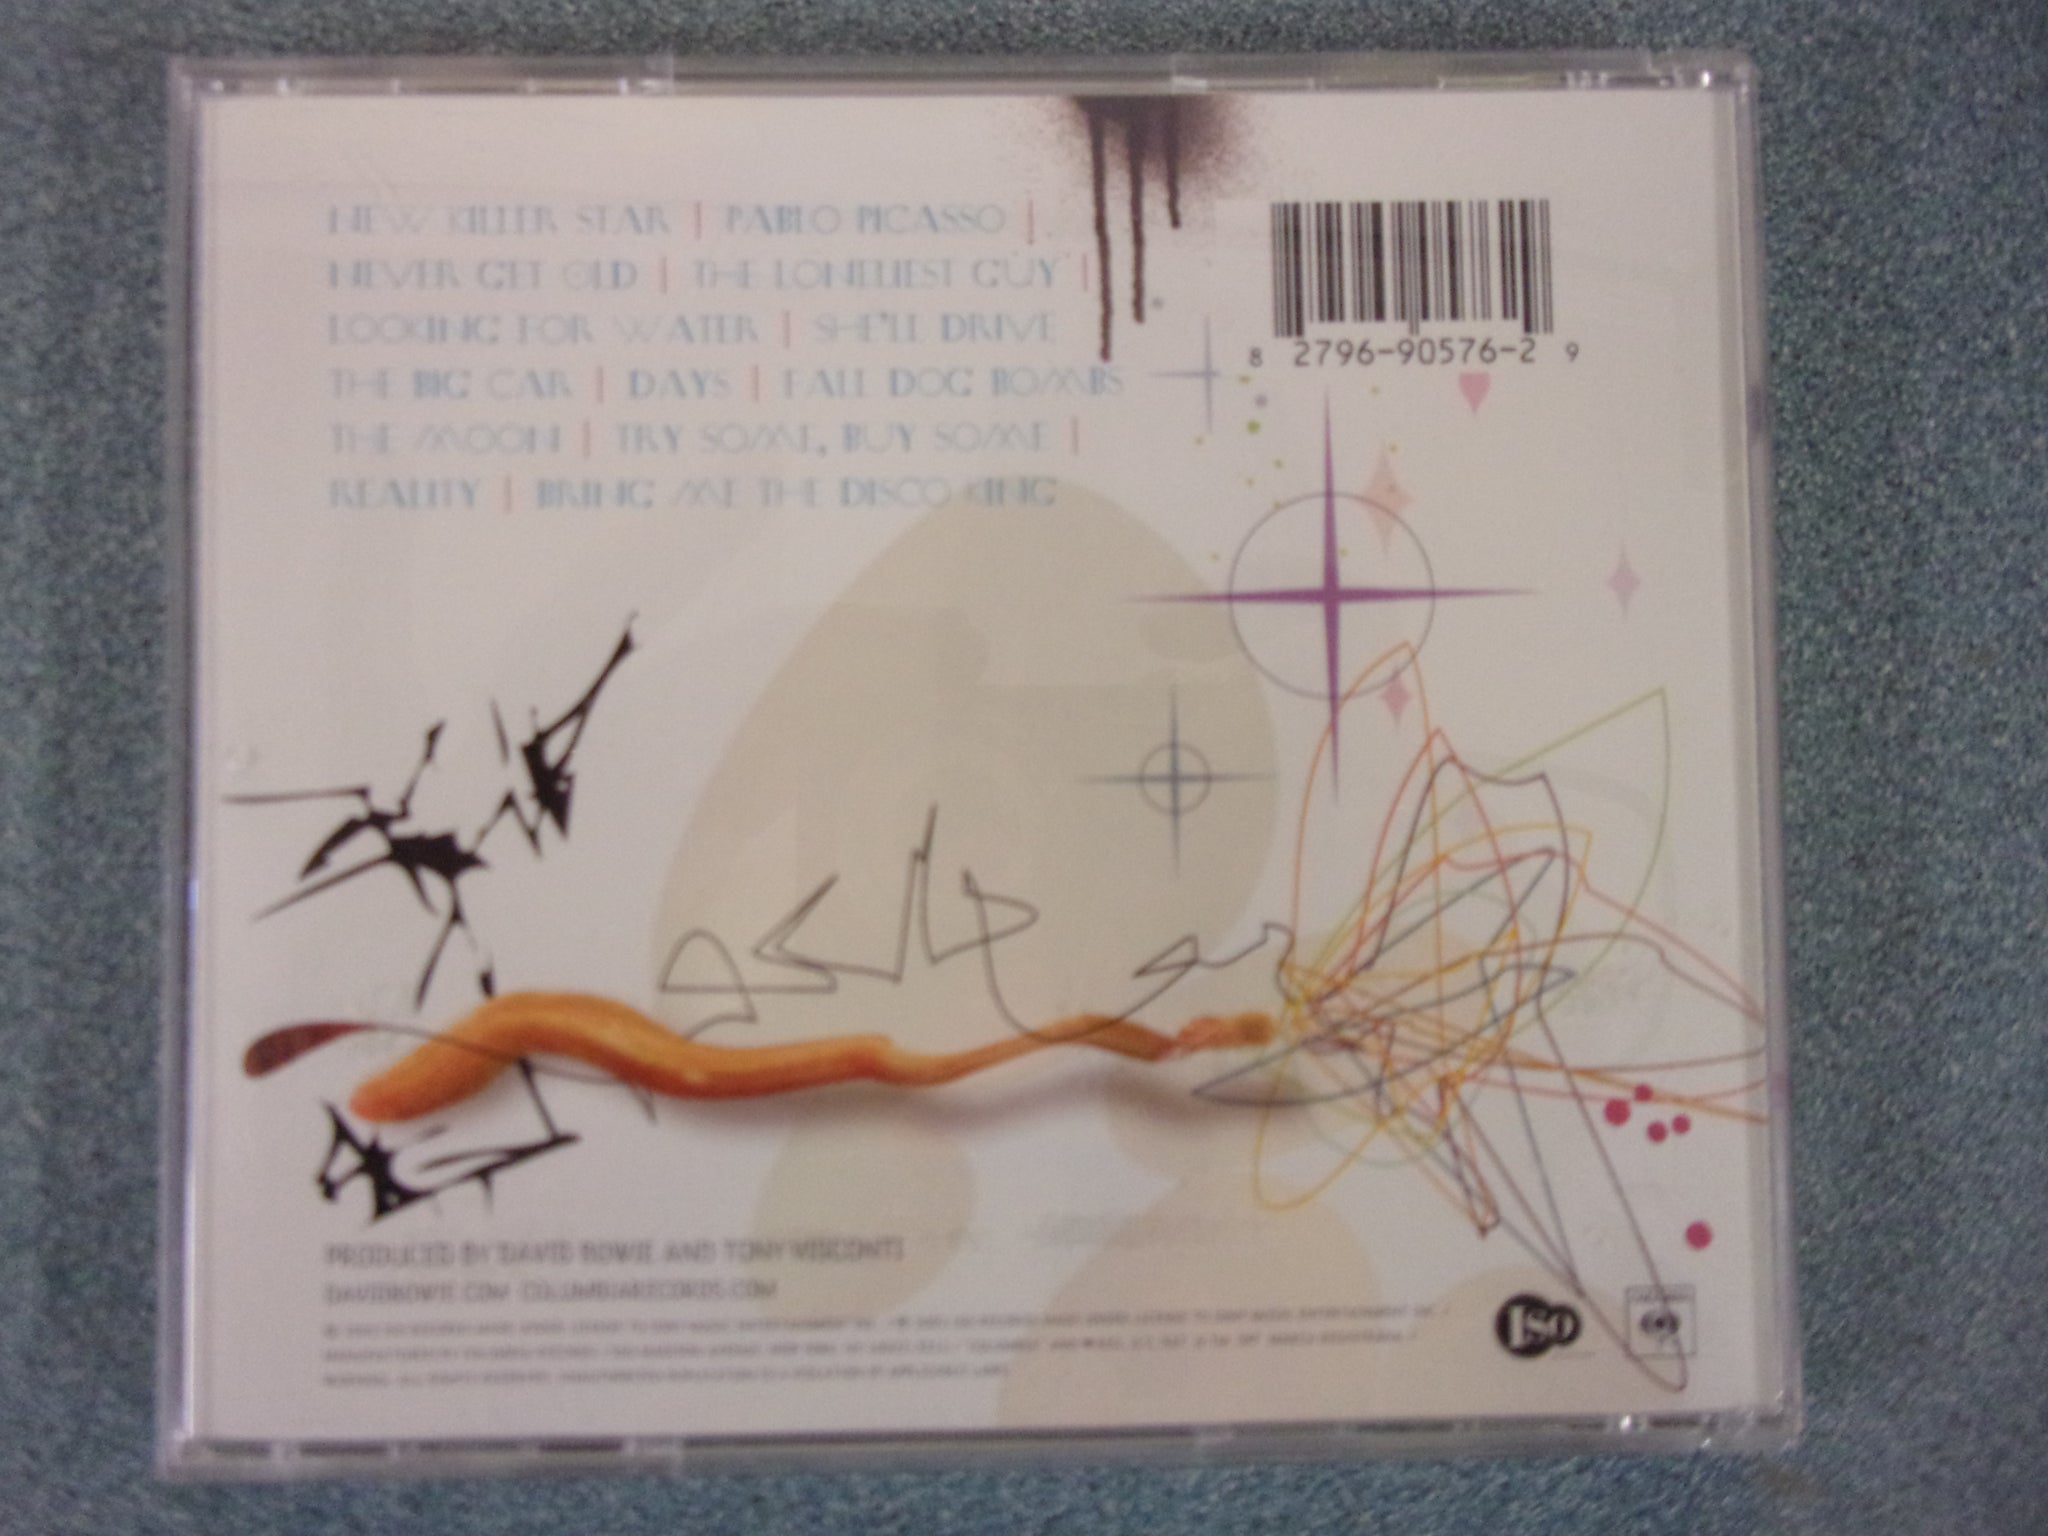 NEW KILLER STAR | PABLO PICASSO |
NEVER GET OLD | THE LONELIEST GUY |
LOOKING FOR WATER | SHE'LL DRIVE
THE BIG CAR | DAYS | FALL DOG BOMBS
THE MOON | TRY SOME, BUY SOME |
REALITY | BRING ME THE DISCO KING
8 2796-90576-2 9
PRODUCED BY DAVID BOWIE AND TONY VISCONTI
DAVIDBOWIE.COM COLUMBIARECORDS.COM
ISO